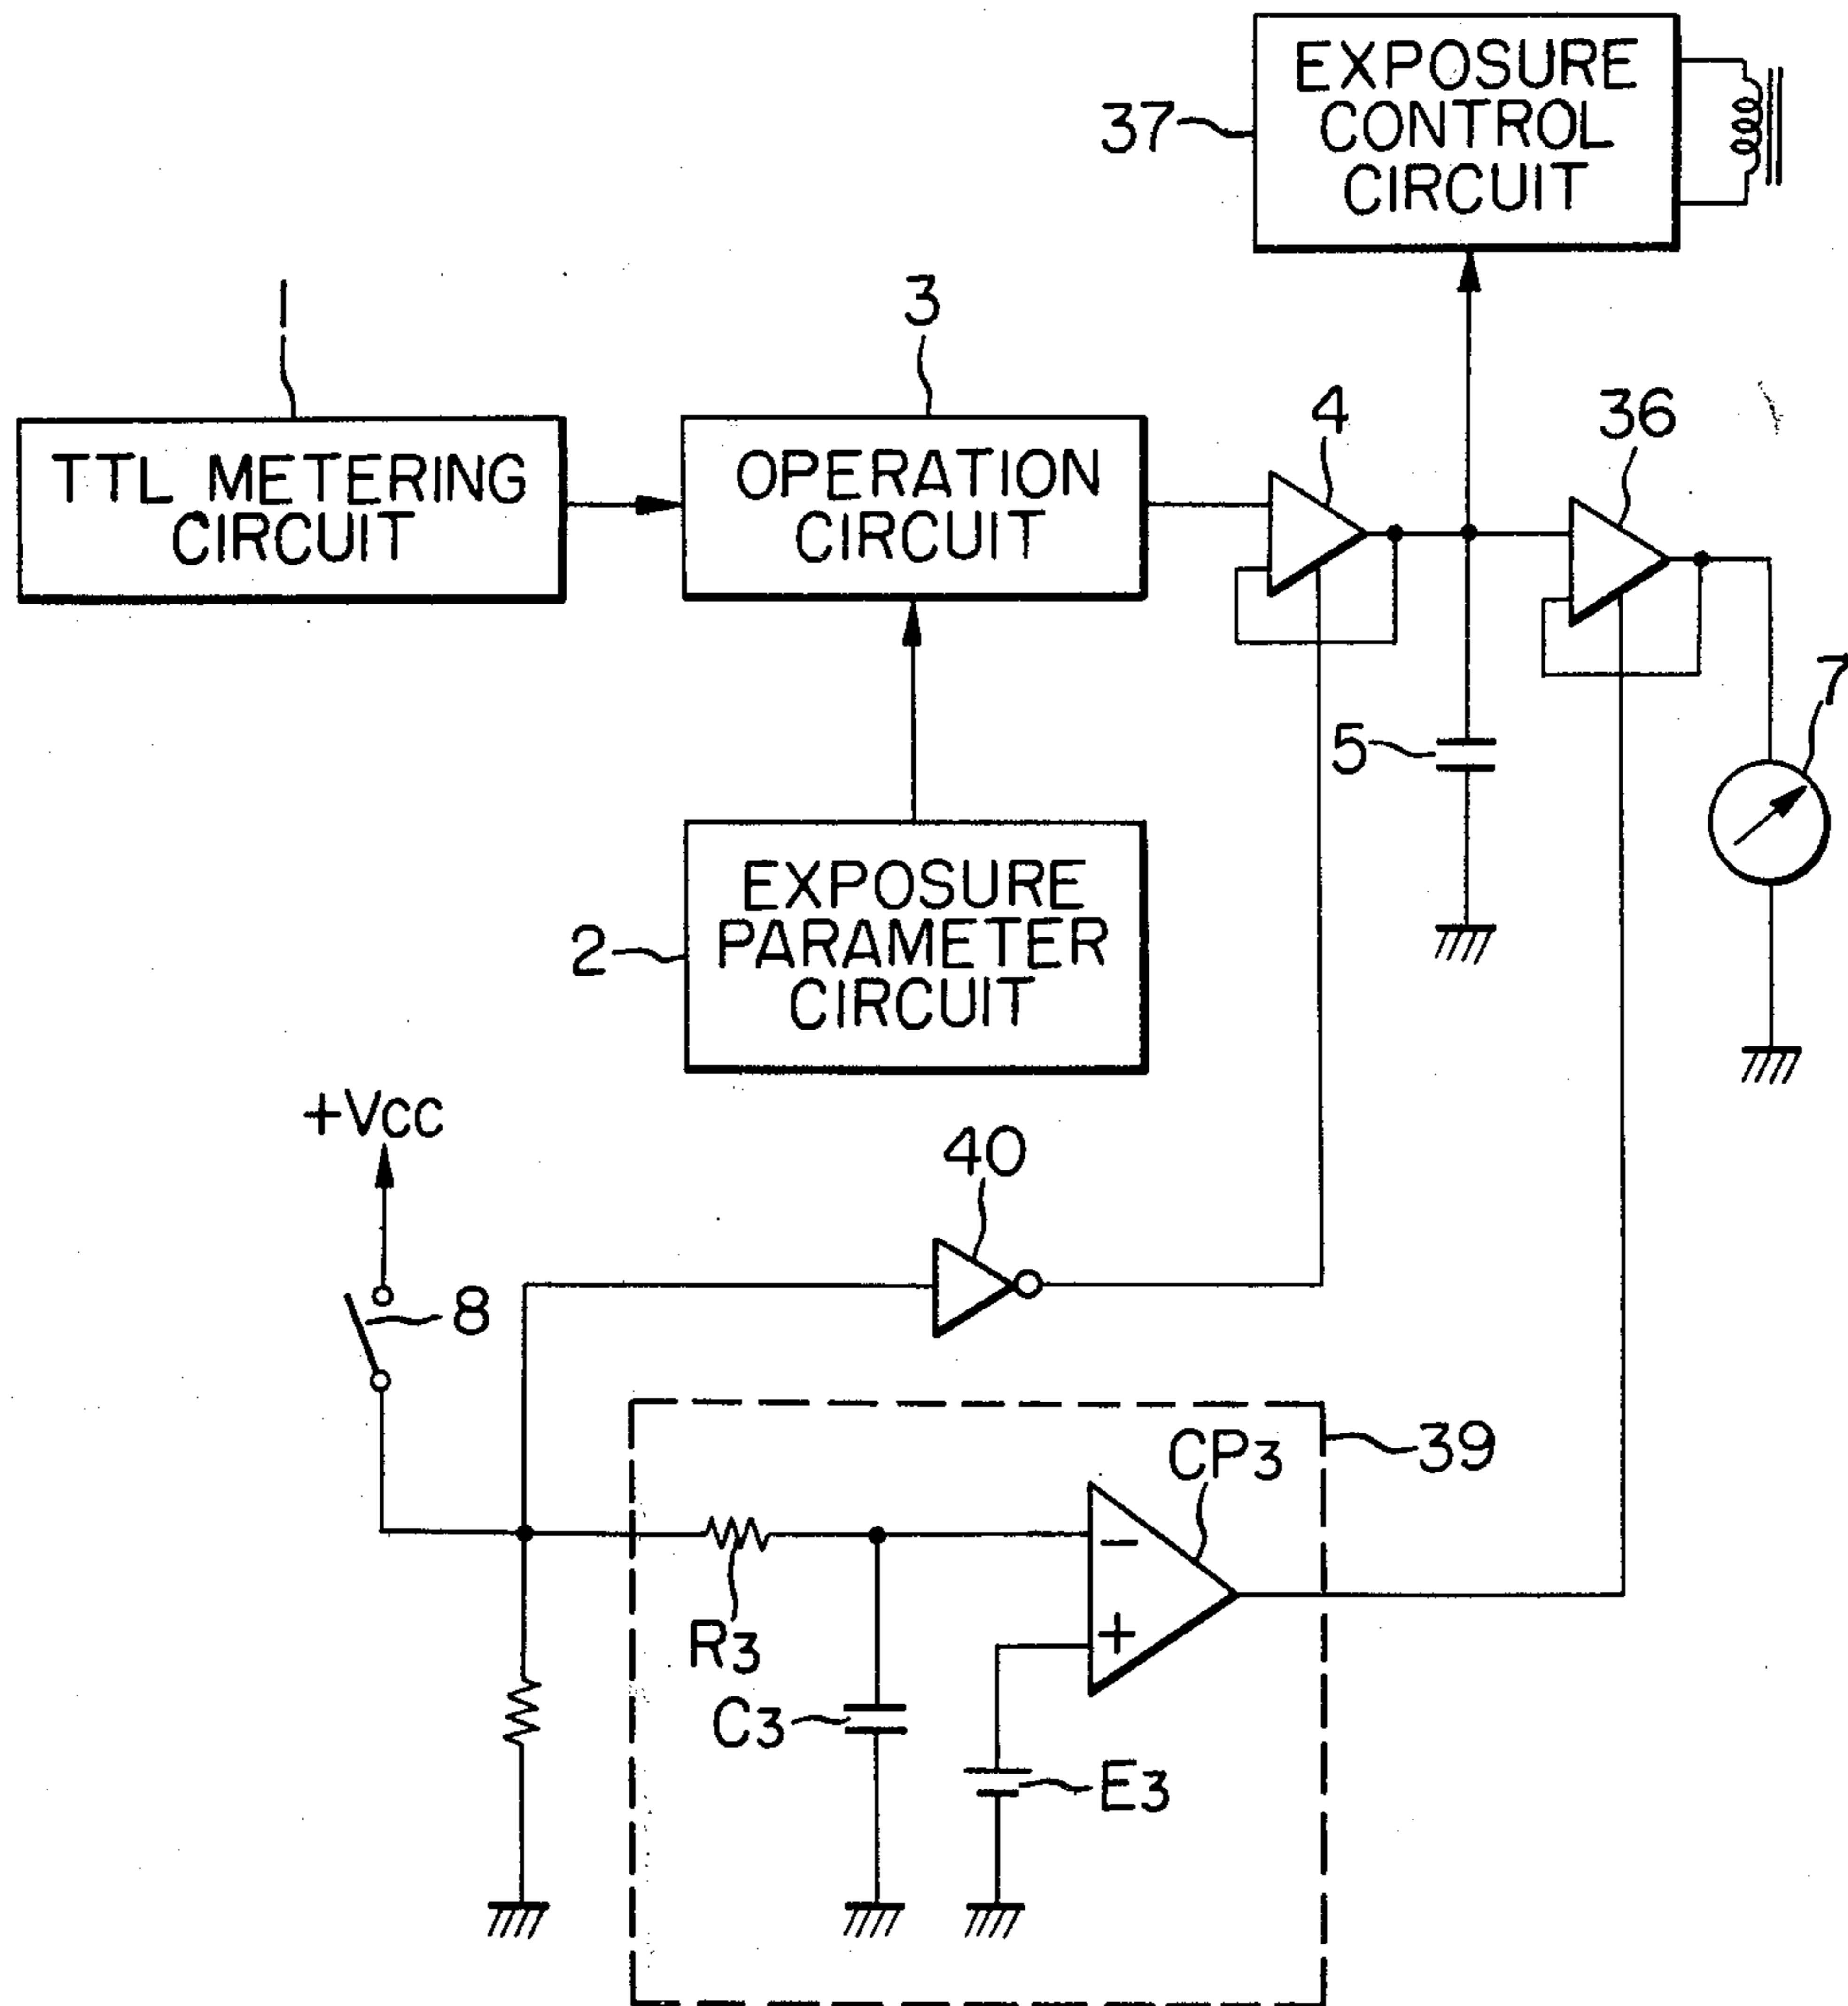 EXPOSURE
CONTROL
CIRCUIT
37
1
3
4
36
TTL METERING
CIRCUIT
OPERATION
CIRCUIT
7
5
EXPOSURE
PARAMETER
CIRCUIT
2
+VCC
40
8
CP3
39
−
+
R3
C3
E3